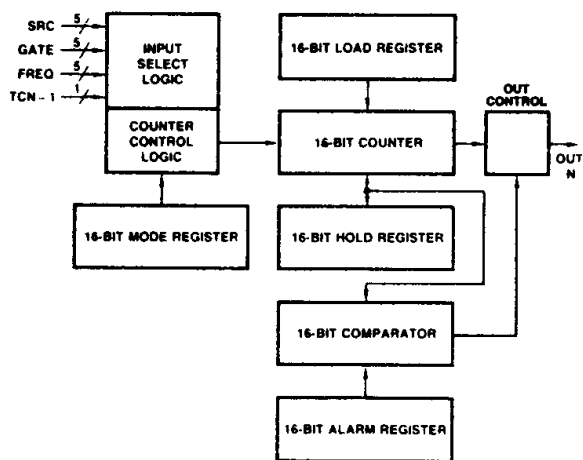 SRC 5
GATE 5
FREQ 5
TCN-1 1
INPUT
SELECT
LOGIC
COUNTER
CONTROL
LOGIC
16-BIT MODE REGISTER
16-BIT LOAD REGISTER
16-BIT COUNTER
OUT
CONTROL
OUT
N
16-BIT HOLD REGISTER
16-BIT COMPARATOR
16-BIT ALARM REGISTER